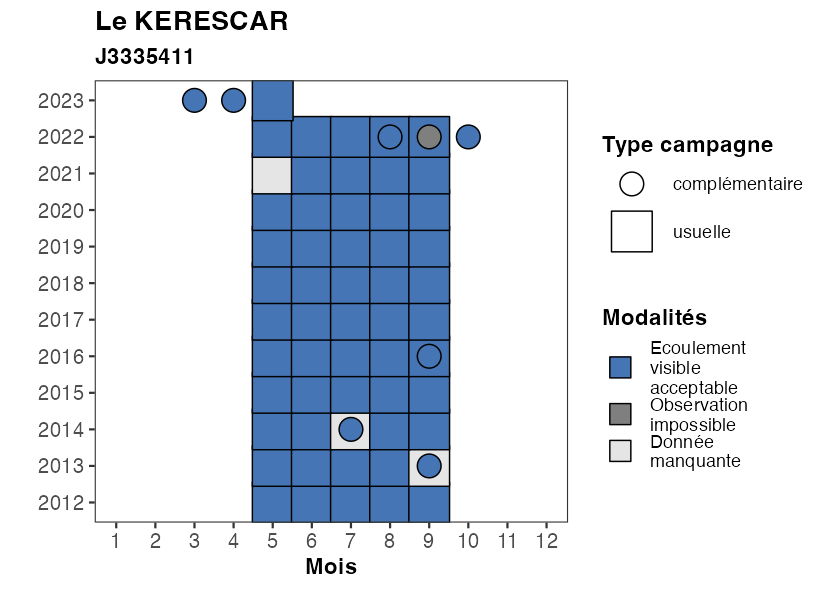 Le KERESCAR
J3335411
2023
2022
2021
2020
2019
2018
2017
2016
2015
2014
2013
2012
1 2 3 4 5 6 7 8 9 10 11 12
Mois
Type campagne
complémentaire
usuelle
Modalités
Ecoulement
visible
acceptable
Observation
impossible
Donnée
manquante